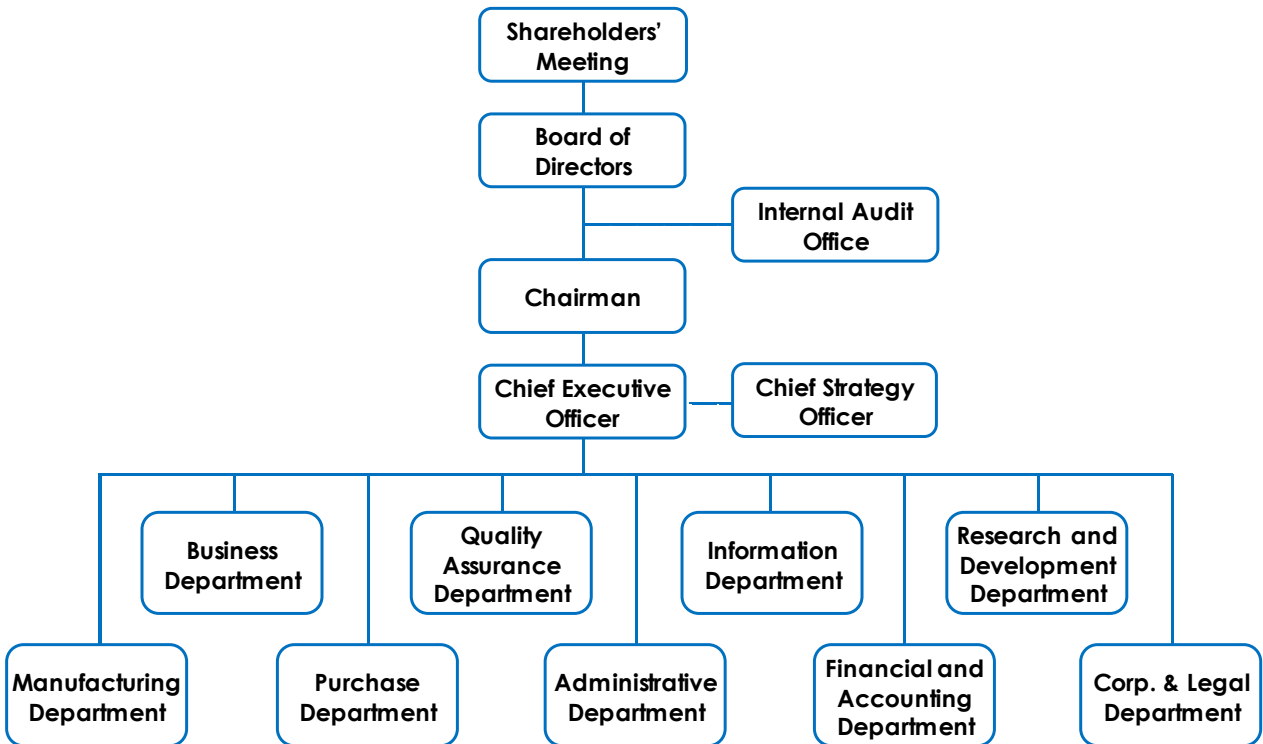 Shareholders’
Meeting
Board of
Directors
Internal Audit
Office
Chairman
Chief Executive
Officer
Chief Strategy
Officer
Business
Department
Quality
Assurance
Department
Information
Department
Research and
Development
Department
Manufacturing
Department
Purchase
Department
Administrative
Department
Financial and
Accounting
Department
Corp. & Legal
Department